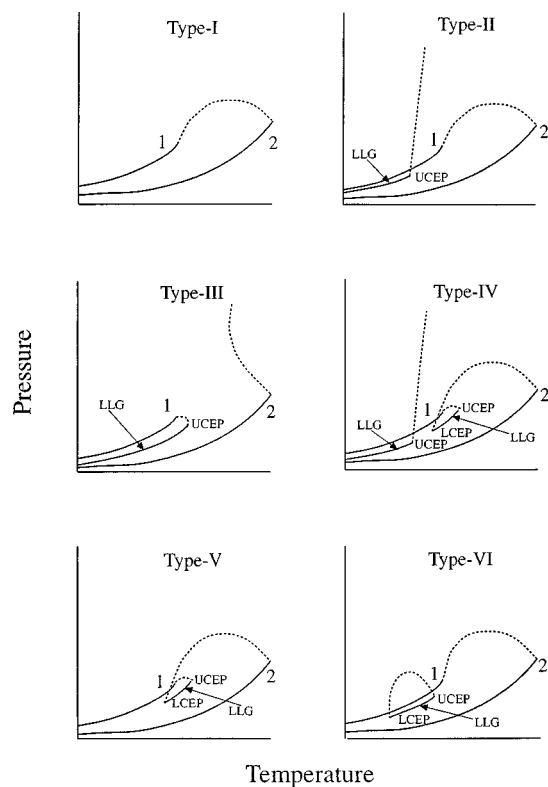 Type-I
1
2
Type-II
1
2
LLG
UCEP
Type-III
1
2
LLG
UCEP
Type-IV
1
2
UCEP
LLG
UCEP
LCEP
LLG
Pressure
Type-V
1
2
UCEP
LCEP
LLG
Type-VI
1
2
UCEP
LCEP
LLG
Temperature